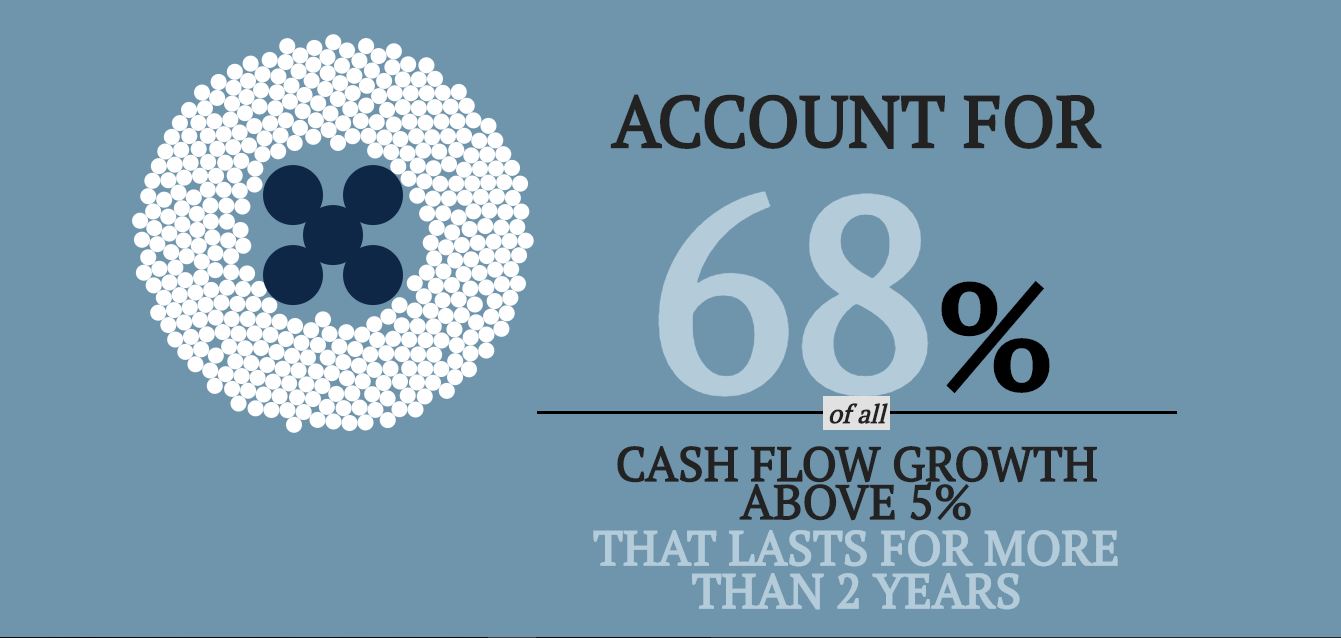 ACCOUNT FOR
68%
of all
CASH FLOW GROWTH
ABOVE 5%
THAT LASTS FOR MORE
THAN 2 YEARS